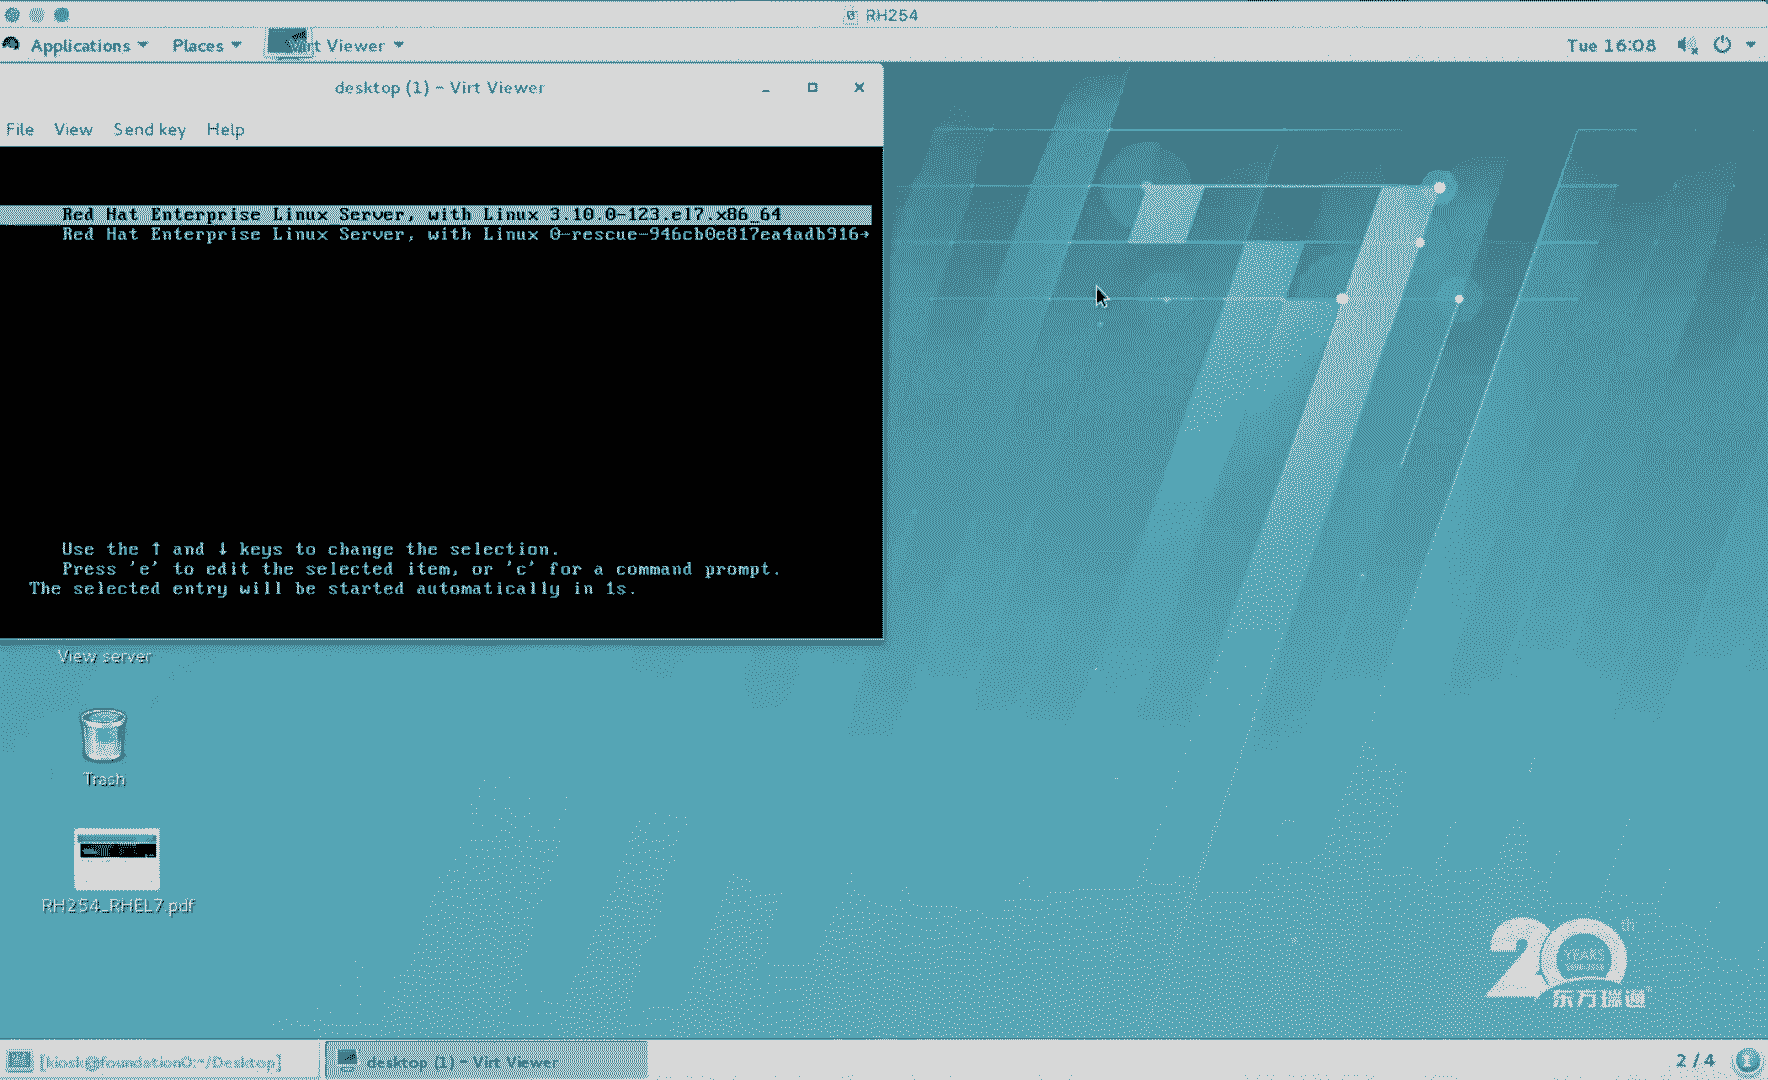 RH254
Applications Places Virt Viewer Tue 16:08
desktop (1) – Virt Viewer
File View Send key Help
Red Hat Enterprise Linux Server, with Linux 3.10.0-123.el7.x86_64
Red Hat Enterprise Linux Server, with Linux 0-rescue-946cb0e817ea4adb916→
Use the ↑ and ↓ keys to change the selection.
Press 'e' to edit the selected item, or 'c' for a command prompt.
The selected entry will be started automatically in 1s.
View server
Trash
RH254_RHEL7.pdf
20th
YEARS
东方瑞通
[kiosk@foundation0:~/Desktop] desktop (1) – Virt Viewer 2 / 4 1